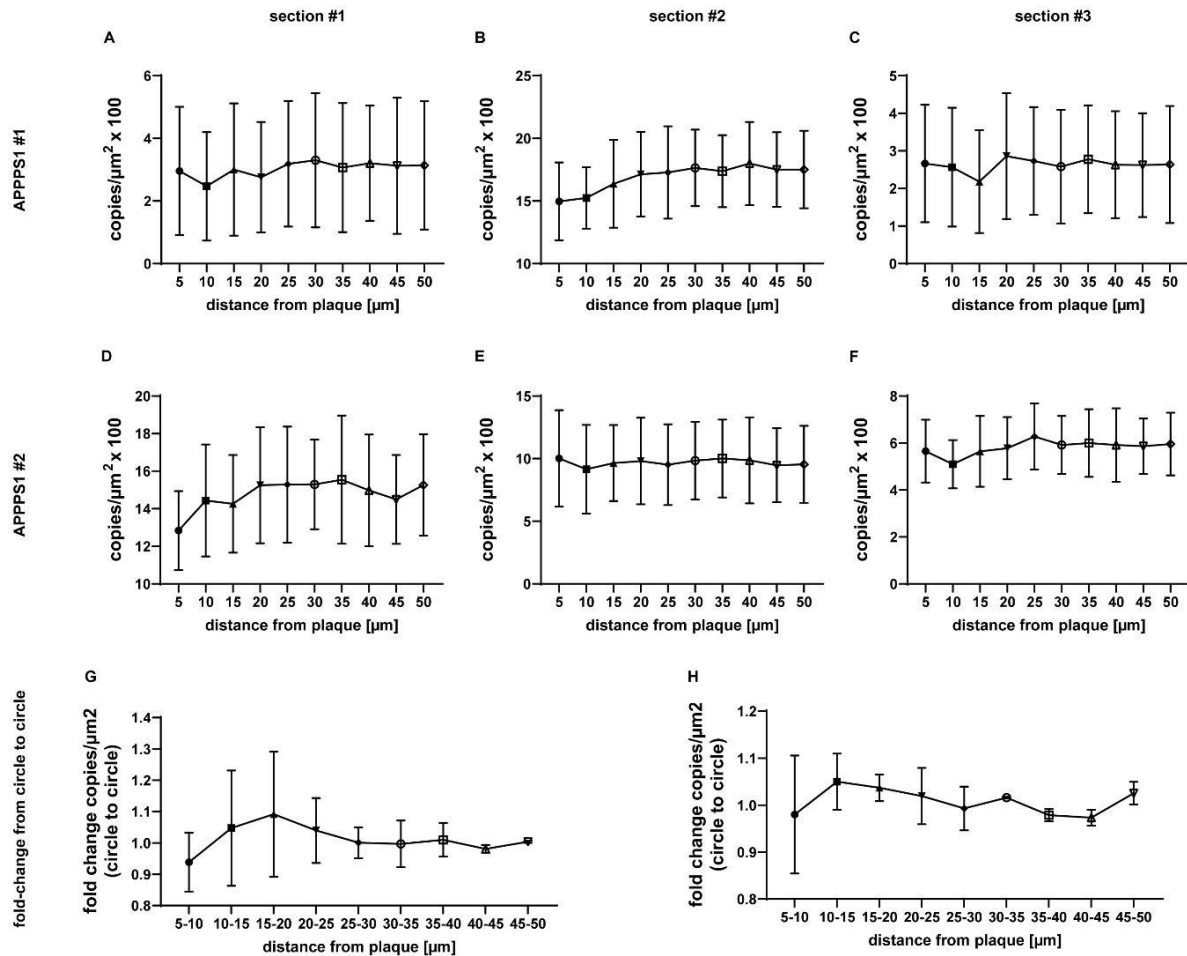 section #1
section #2
section #3
APPPS1 #1
A
copies/µm² x 100
6
4
2
0
5 10 15 20 25 30 35 40 45 50
distance from plaque [µm]
B
copies/µm² x 100
25
20
15
10
5 10 15 20 25 30 35 40 45 50
distance from plaque [µm]
C
copies/µm² x 100
5
4
3
2
1
0
5 10 15 20 25 30 35 40 45 50
distance from plaque [µm]
APPPS1 #2
D
copies/µm² x 100
20
18
16
14
12
10
5 10 15 20 25 30 35 40 45 50
distance from plaque [µm]
E
copies/µm² x 100
15
10
5
0
5 10 15 20 25 30 35 40 45 50
distance from plaque [µm]
F
copies/µm² x 100
8
6
4
2
0
5 10 15 20 25 30 35 40 45 50
distance from plaque [µm]
fold-change from circle to circle
G
fold change copies/µm2
(circle to circle)
1.4
1.3
1.2
1.1
1.0
0.9
0.8
5-10 10-15 15-20 20-25 25-30 30-35 35-40 40-45 45-50
distance from plaque [µm]
H
fold change copies/µm2
(circle to circle)
1.2
1.1
1.0
0.9
0.8
5-10 10-15 15-20 20-25 25-30 30-35 35-40 40-45 45-50
distance from plaque [µm]